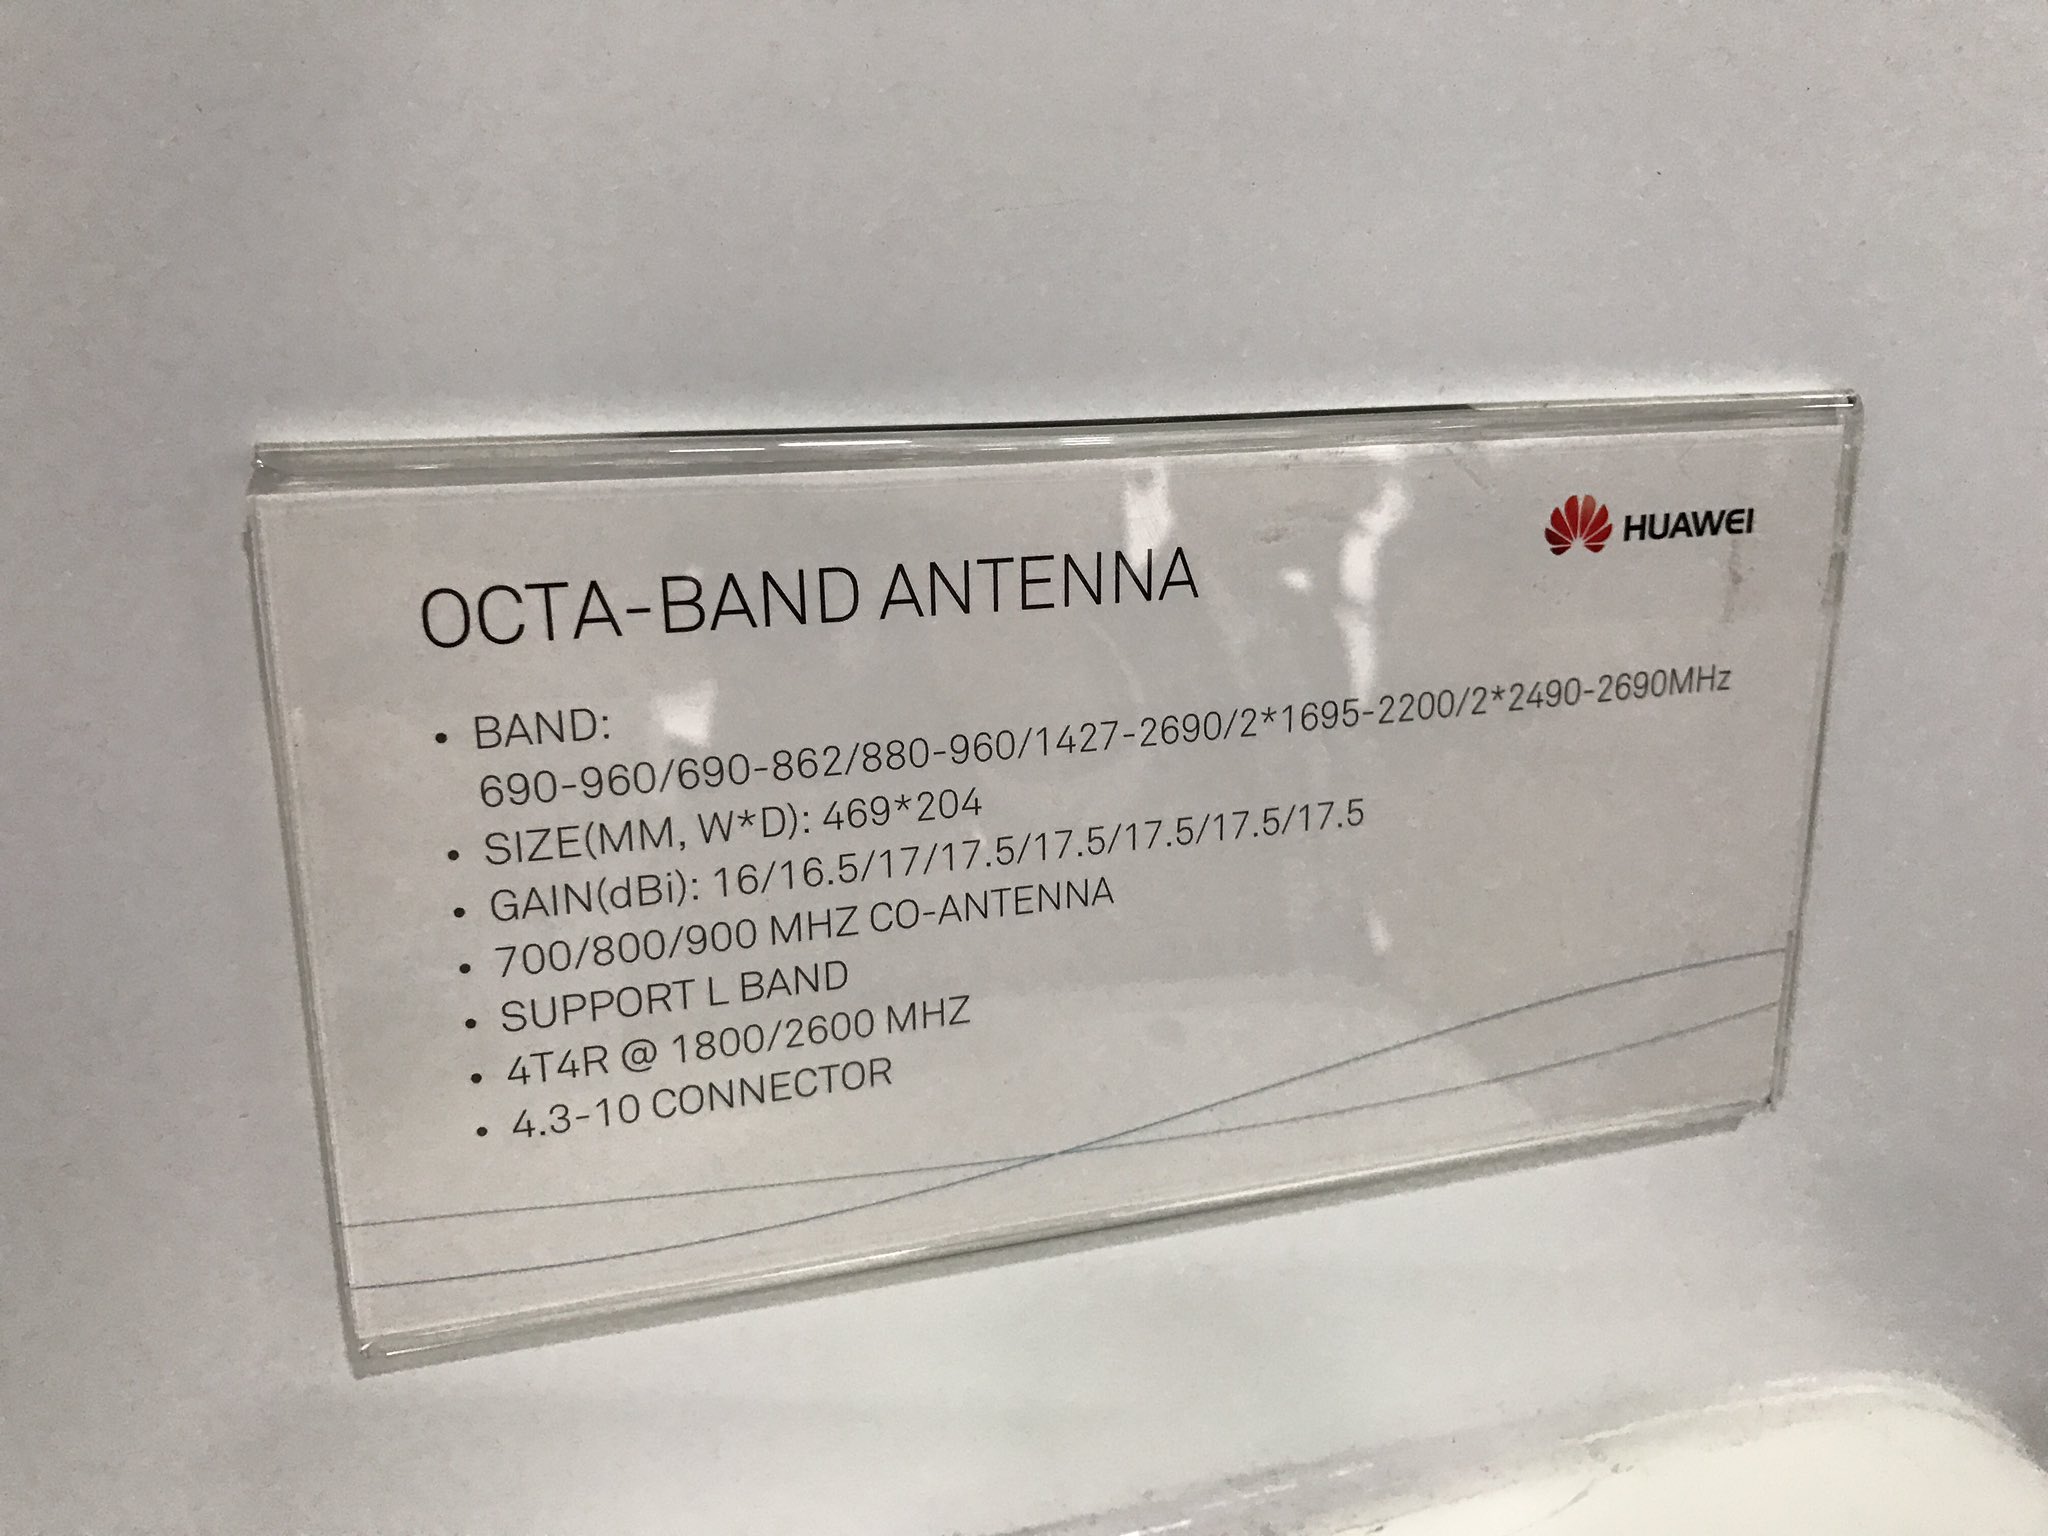 HUAWEI
OCTA-BAND ANTENNA
• BAND:
690-960/690-862/880-960/1427-2690/2*1695-2200/2*2490-2690MHz
• SIZE(MM, W*D): 469*204
• GAIN(dBi): 16/16.5/17/17.5/17.5/17.5/17.5/17.5
• 700/800/900 MHZ CO-ANTENNA
• SUPPORT L BAND
• 4T4R @ 1800/2600 MHZ
• 4.3-10 CONNECTOR